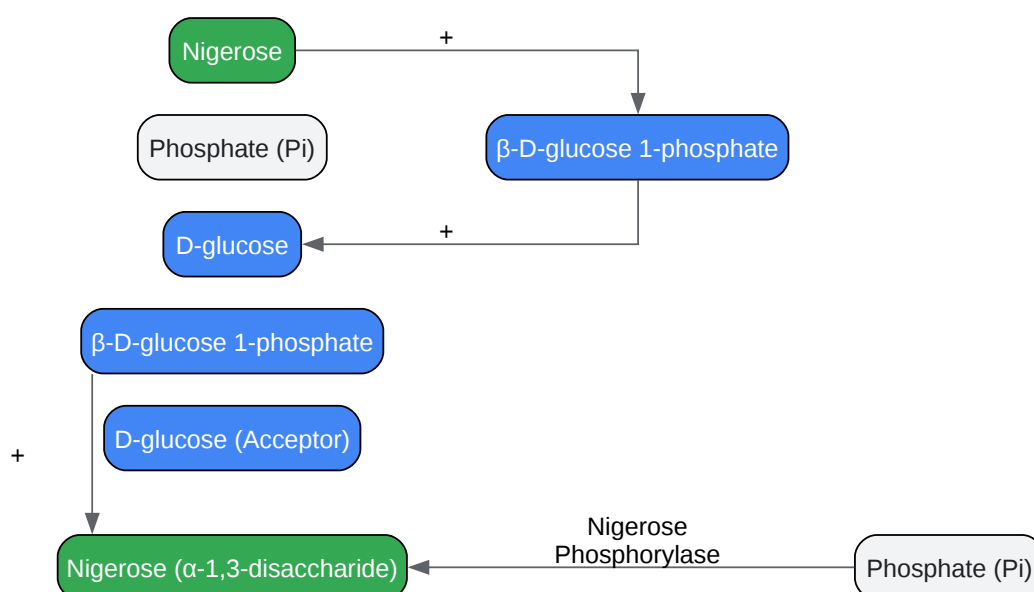 +
Nigerose
Phosphate (Pi)
β-D-glucose 1-phosphate
D-glucose
+
β-D-glucose 1-phosphate
D-glucose (Acceptor)
+
Nigerose
Phosphorylase
Nigerose (α-1,3-disaccharide)
Phosphate (Pi)